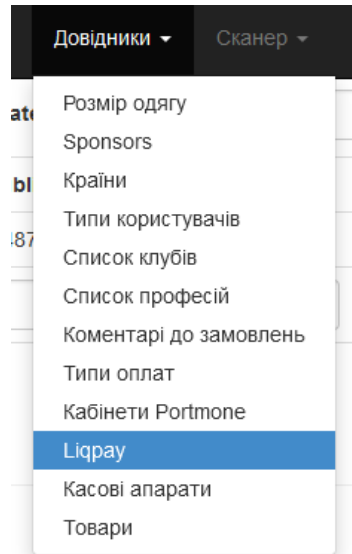 Довідники Сканер
Розмір одягу
Sponsors
Країни
Типи користувачів
Список клубів
Список професій
Коментарі до замовлень
Типи оплат
Кабінети Portmone
Liqpay
Касові апарати
Товари